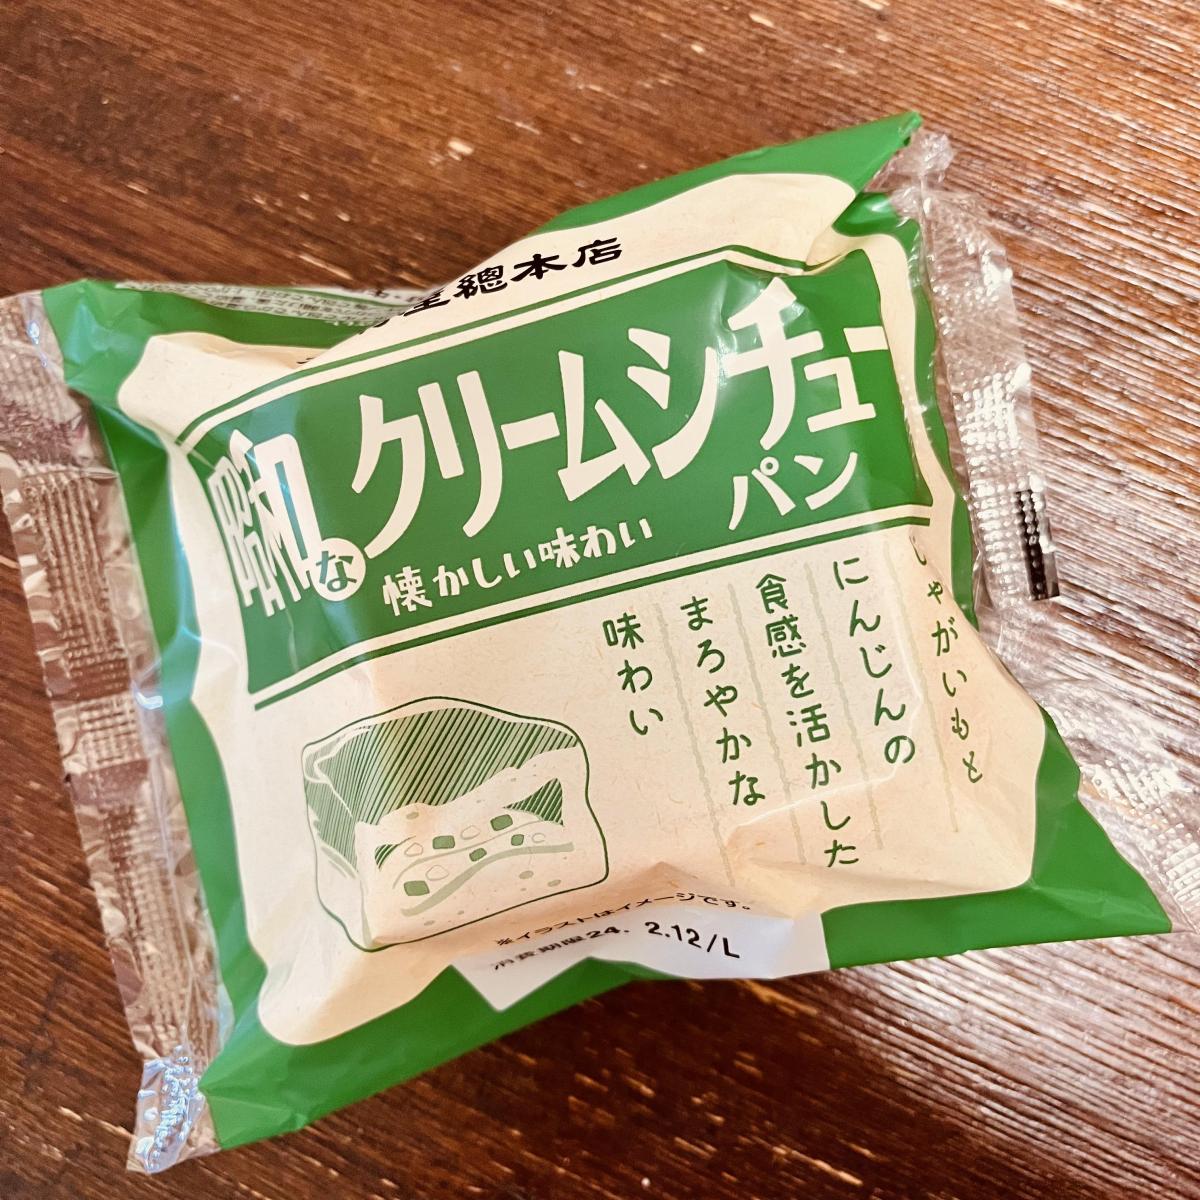 總本店
昭和な
クリームシチュー
パン
懐かしい味わい
じゃがいもと
にんじんの
食感を活かした
まろやかな
味わい
※イラストはイメージです。
消費期限24. 2.12/L